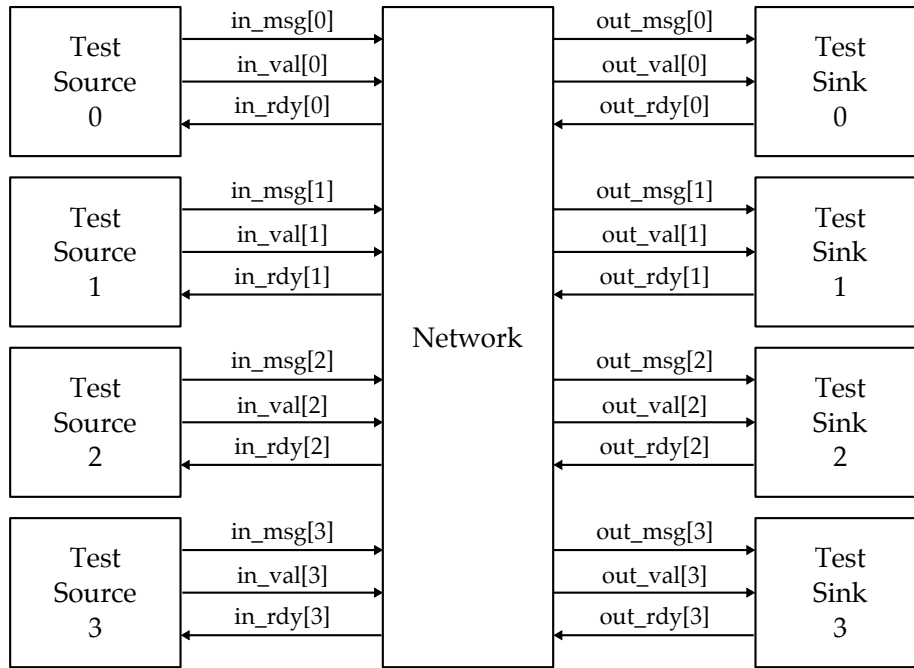 Test
Source
0
in_msg[0]
in_val[0]
in_rdy[0]
out_msg[0]
out_val[0]
out_rdy[0]
Test
Sink
0
Test
Source
1
in_msg[1]
in_val[1]
in_rdy[1]
out_msg[1]
out_val[1]
out_rdy[1]
Test
Sink
1
Network
Test
Source
2
in_msg[2]
in_val[2]
in_rdy[2]
out_msg[2]
out_val[2]
out_rdy[2]
Test
Sink
2
Test
Source
3
in_msg[3]
in_val[3]
in_rdy[3]
out_msg[3]
out_val[3]
out_rdy[3]
Test
Sink
3